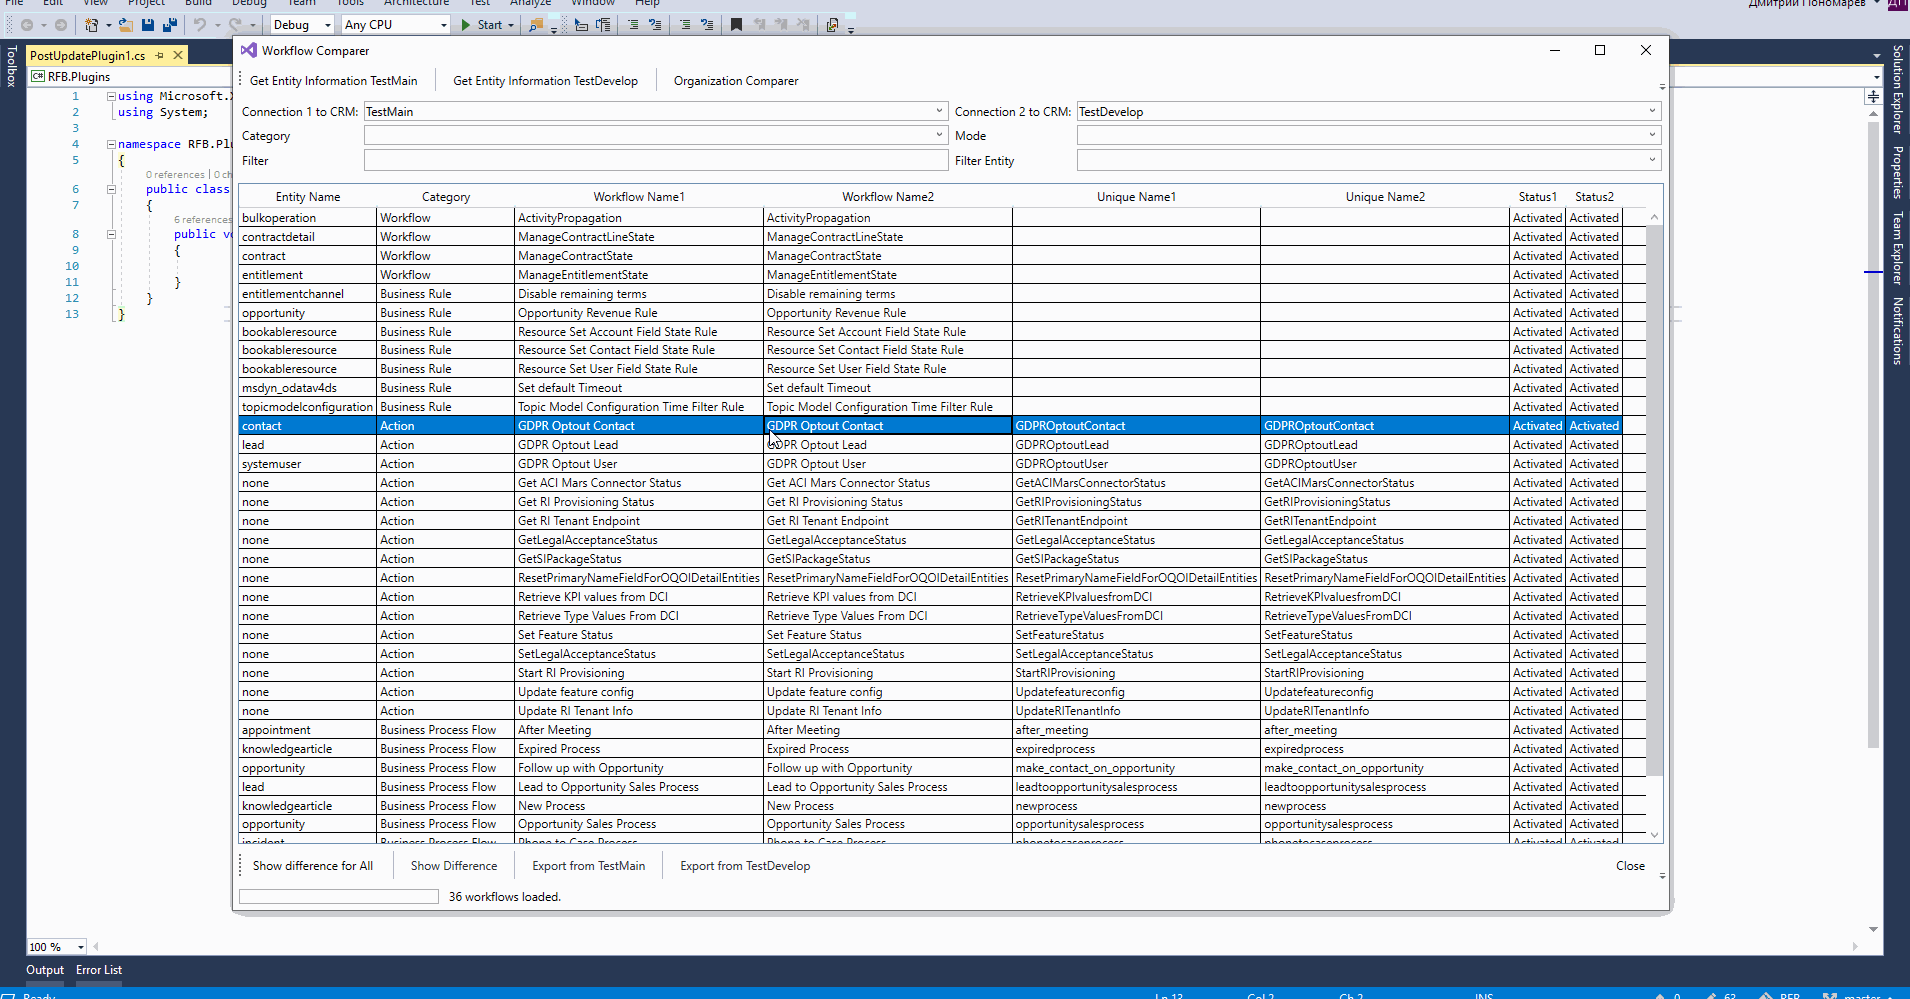 File Edit View Project Build Debug Team Tools Architecture Test Analyze Window Help
Дмитрий Пономарев ДП
Debug Any CPU Start
Toolbox
PostUpdatePlugin1.cs
C# RFB.Plugins
1 using Microsoft.X
2 using System;
3
4 namespace RFB.Plu
5 {
0 references | 0 ch
6 public class
7 {
6 references
8 public vo
9 {
10
11 }
12 }
13 }
Workflow Comparer
Get Entity Information TestMain Get Entity Information TestDevelop Organization Comparer
Connection 1 to CRM: TestMain Connection 2 to CRM: TestDevelop
Category Mode
Filter Filter Entity
Entity Name Category Workflow Name1 Workflow Name2 Unique Name1 Unique Name2 Status1 Status2
bulkoperation Workflow ActivityPropagation ActivityPropagation Activated Activated
contractdetail Workflow ManageContractLineState ManageContractLineState Activated Activated
contract Workflow ManageContractState ManageContractState Activated Activated
entitlement Workflow ManageEntitlementState ManageEntitlementState Activated Activated
entitlementchannel Business Rule Disable remaining terms Disable remaining terms Activated Activated
opportunity Business Rule Opportunity Revenue Rule Opportunity Revenue Rule Activated Activated
bookableresource Business Rule Resource Set Account Field State Rule Resource Set Account Field State Rule Activated Activated
bookableresource Business Rule Resource Set Contact Field State Rule Resource Set Contact Field State Rule Activated Activated
bookableresource Business Rule Resource Set User Field State Rule Resource Set User Field State Rule Activated Activated
msdyn_odatav4ds Business Rule Set default Timeout Set default Timeout Activated Activated
topicmodelconfiguration Business Rule Topic Model Configuration Time Filter Rule Topic Model Configuration Time Filter Rule Activated Activated
contact Action GDPR Optout Contact GDPR Optout Contact GDPROptoutContact GDPROptoutContact Activated Activated
lead Action GDPR Optout Lead GDPR Optout Lead GDPROptoutLead GDPROptoutLead Activated Activated
systemuser Action GDPR Optout User GDPR Optout User GDPROptoutUser GDPROptoutUser Activated Activated
none Action Get ACI Mars Connector Status Get ACI Mars Connector Status GetACIMarsConnectorStatus GetACIMarsConnectorStatus Activated Activated
none Action Get RI Provisioning Status Get RI Provisioning Status GetRIProvisioningStatus GetRIProvisioningStatus Activated Activated
none Action Get RI Tenant Endpoint Get RI Tenant Endpoint GetRITenantEndpoint GetRITenantEndpoint Activated Activated
none Action GetLegalAcceptanceStatus GetLegalAcceptanceStatus GetLegalAcceptanceStatus GetLegalAcceptanceStatus Activated Activated
none Action GetSIPackageStatus GetSIPackageStatus GetSIPackageStatus GetSIPackageStatus Activated Activated
none Action ResetPrimaryNameFieldForOQOIDetailEntities ResetPrimaryNameFieldForOQOIDetailEntities ResetPrimaryNameFieldForOQOIDetailEntities ResetPrimaryNameFieldForOQOIDetailEntities Activated Activated
none Action Retrieve KPI values from DCI Retrieve KPI values from DCI RetrieveKPIvaluesfromDCI RetrieveKPIvaluesfromDCI Activated Activated
none Action Retrieve Type Values From DCI Retrieve Type Values From DCI RetrieveTypeValuesFromDCI RetrieveTypeValuesFromDCI Activated Activated
none Action Set Feature Status Set Feature Status SetFeatureStatus SetFeatureStatus Activated Activated
none Action SetLegalAcceptanceStatus SetLegalAcceptanceStatus SetLegalAcceptanceStatus SetLegalAcceptanceStatus Activated Activated
none Action Start RI Provisioning Start RI Provisioning StartRIProvisioning StartRIProvisioning Activated Activated
none Action Update feature config Update feature config Updatefeatureconfig Updatefeatureconfig Activated Activated
none Action Update RI Tenant Info Update RI Tenant Info UpdateRITenantInfo UpdateRITenantInfo Activated Activated
appointment Business Process Flow After Meeting After Meeting after_meeting after_meeting Activated Activated
knowledgearticle Business Process Flow Expired Process Expired Process expiredprocess expiredprocess Activated Activated
opportunity Business Process Flow Follow up with Opportunity Follow up with Opportunity make_contact_on_opportunity make_contact_on_opportunity Activated Activated
lead Business Process Flow Lead to Opportunity Sales Process Lead to Opportunity Sales Process leadtoopportunitysalesprocess leadtoopportunitysalesprocess Activated Activated
knowledgearticle Business Process Flow New Process New Process newprocess newprocess Activated Activated
opportunity Business Process Flow Opportunity Sales Process Opportunity Sales Process opportunitysalesprocess opportunitysalesprocess Activated Activated
incident Business Process Flow Phone to Case Process Phone to Case Process phonetocaseprocess phonetocaseprocess Activated Activated
Show difference for All Show Difference Export from TestMain Export from TestDevelop Close
36 workflows loaded.
Solution Explorer
Properties
Team Explorer
Notifications
100 %
Output Error List
Ready Ln 13 Col 2 Ch 2 INS 0 63 RFB master